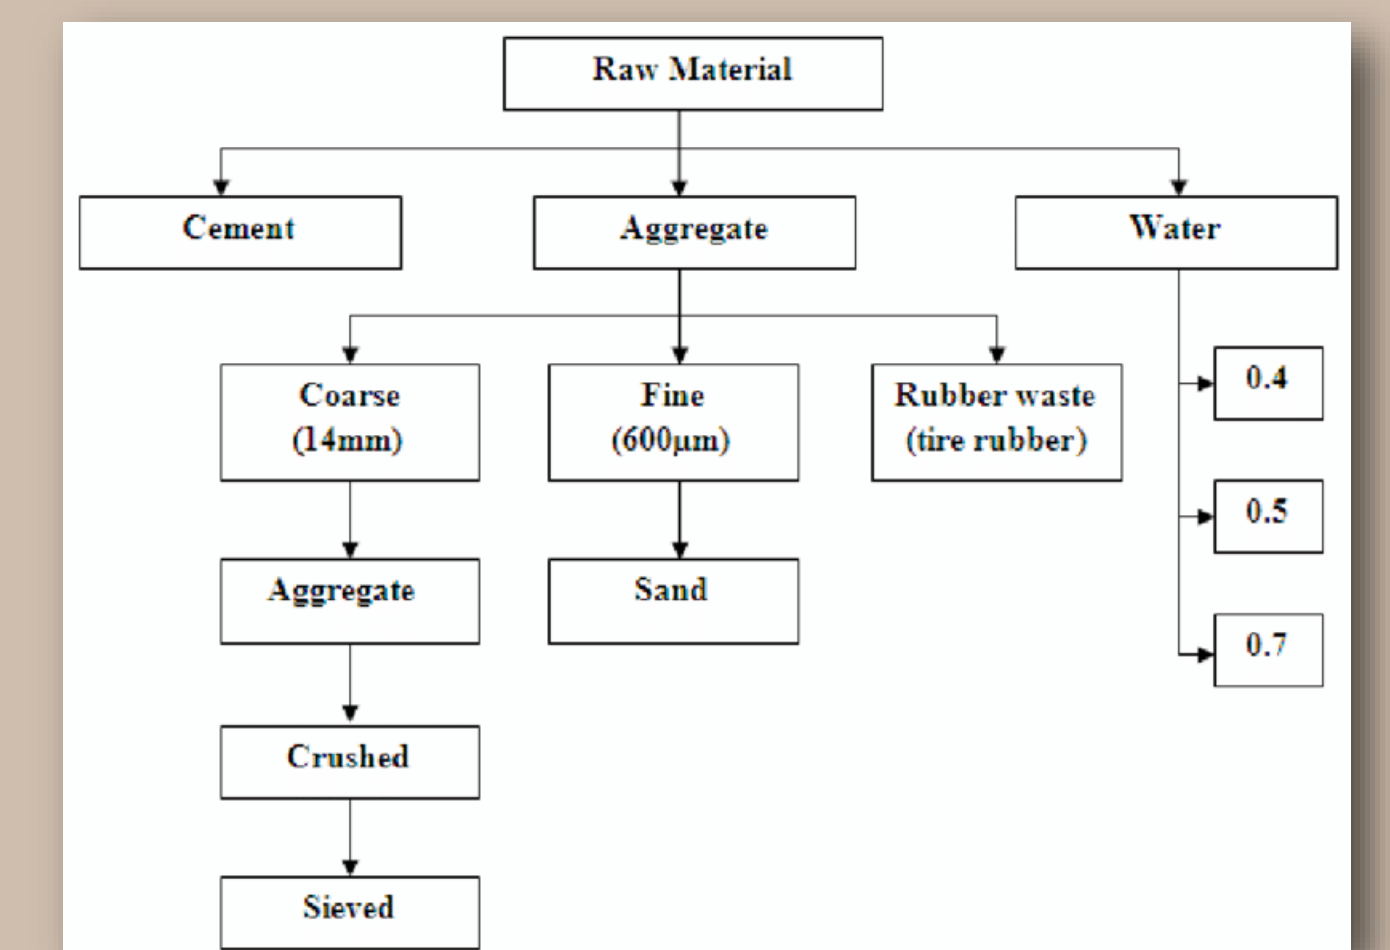 Raw Material
Cement
Aggregate
Water
Coarse
(14mm)
Fine
(600µm)
Rubber waste
(tire rubber)
0.4
0.5
0.7
Aggregate
Sand
Crushed
Sieved